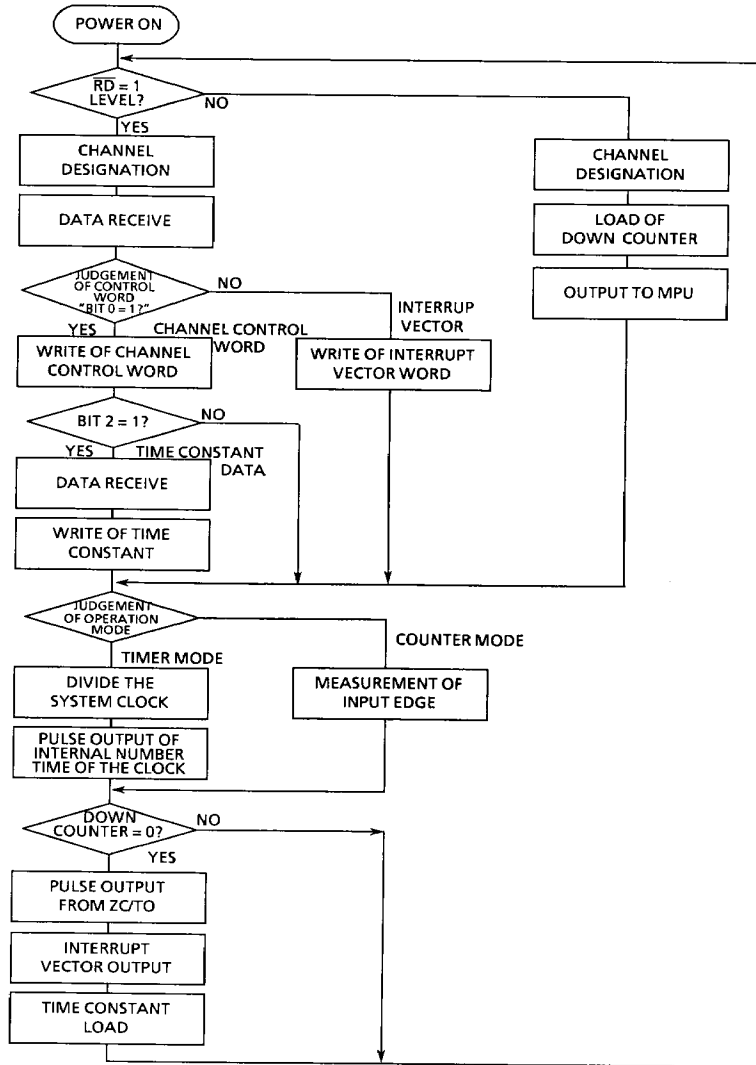 POWER ON
R̅D̅ = 1
LEVEL?
NO
YES
CHANNEL
DESIGNATION
DATA RECEIVE
JUDGEMENT
OF CONTROL
WORD
"BIT 0 = 1?"
NO
YES
CHANNEL CONTROL
WORD
INTERRUP
VECTOR
WRITE OF CHANNEL
CONTROL WORD
WRITE OF INTERRUPT
VECTOR WORD
BIT 2 = 1?
NO
YES
TIME CONSTANT
DATA
DATA RECEIVE
WRITE OF TIME
CONSTANT
CHANNEL
DESIGNATION
LOAD OF
DOWN COUNTER
OUTPUT TO MPU
JUDGEMENT
OF OPERATION
MODE
TIMER MODE
COUNTER MODE
DIVIDE THE
SYSTEM CLOCK
MEASUREMENT OF
INPUT EDGE
PULSE OUTPUT OF
INTERNAL NUMBER
TIME OF THE CLOCK
DOWN
COUNTER = 0?
NO
YES
PULSE OUTPUT
FROM ZC/TO
INTERRUPT
VECTOR OUTPUT
TIME CONSTANT
LOAD